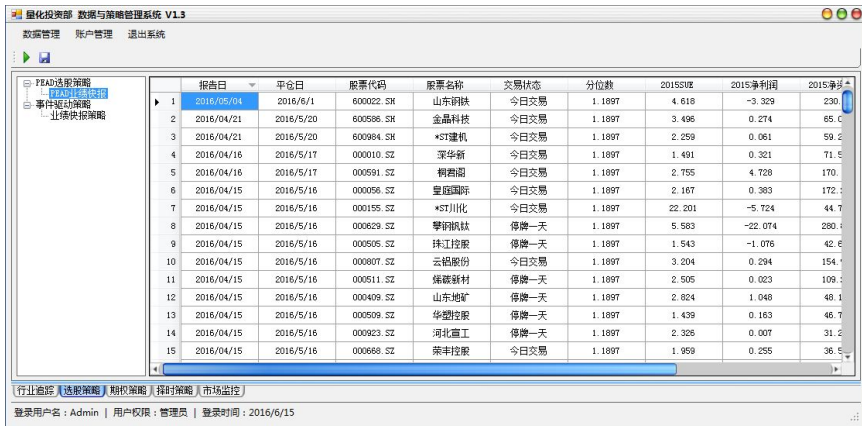 量化投资部 数据与策略管理系统 V1.3
数据管理 账户管理 退出系统
PEAD选股策略
PEAD业绩快报
事件驱动策略
业绩快报策略
报告日 平仓日 股票代码 股票名称 交易状态 分位数 2015SUE 2015净利润
1 2016/05/04 2016/6/1 600022.SH 山东钢铁 今日交易 1.1897 4.618 -3.329 230.
2 2016/04/21 2016/5/20 600586.SH 金晶科技 今日交易 1.1897 3.496 0.274 65.0
3 2016/04/21 2016/5/20 600984.SH *ST建机 今日交易 1.1897 2.259 0.061 59.2
4 2016/04/16 2016/5/17 000010.SZ 深华新 今日交易 1.1897 1.491 0.321 71.5
5 2016/04/16 2016/5/17 000591.SZ 桐君阁 今日交易 1.1897 2.755 4.728 170.
6 2016/04/15 2016/5/16 000056.SZ 皇庭国际 今日交易 1.1897 2.167 0.383 172.
7 2016/04/15 2016/5/16 000155.SZ *ST川化 今日交易 1.1897 22.201 -5.724 44.7
8 2016/04/15 2016/5/16 000629.SZ 攀钢钒钛 停牌一天 1.1897 5.583 -22.074 280.
9 2016/04/15 2016/5/16 000505.SZ 珠江控股 停牌一天 1.1897 1.543 -1.076 42.6
10 2016/04/15 2016/5/16 000807.SZ 云铝股份 今日交易 1.1897 3.204 0.294 154.
11 2016/04/15 2016/5/16 000511.SZ 烯碳新材 停牌一天 1.1897 2.505 0.023 109.
12 2016/04/15 2016/5/16 000409.SZ 山东地矿 停牌一天 1.1897 2.824 1.048 48.1
13 2016/04/15 2016/5/16 000509.SZ 华塑控股 停牌一天 1.1897 1.439 0.163 46.7
14 2016/04/15 2016/5/16 000923.SZ 河北宣工 停牌一天 1.1897 2.326 0.007 31.2
15 2016/04/15 2016/5/16 000668.SZ 荣丰控股 今日交易 1.1897 1.959 0.255 36.5
行业追踪 选股策略 期权策略 择时策略 市场监控
登录用户名：Admin | 用户权限：管理员 | 登录时间：2016/6/15